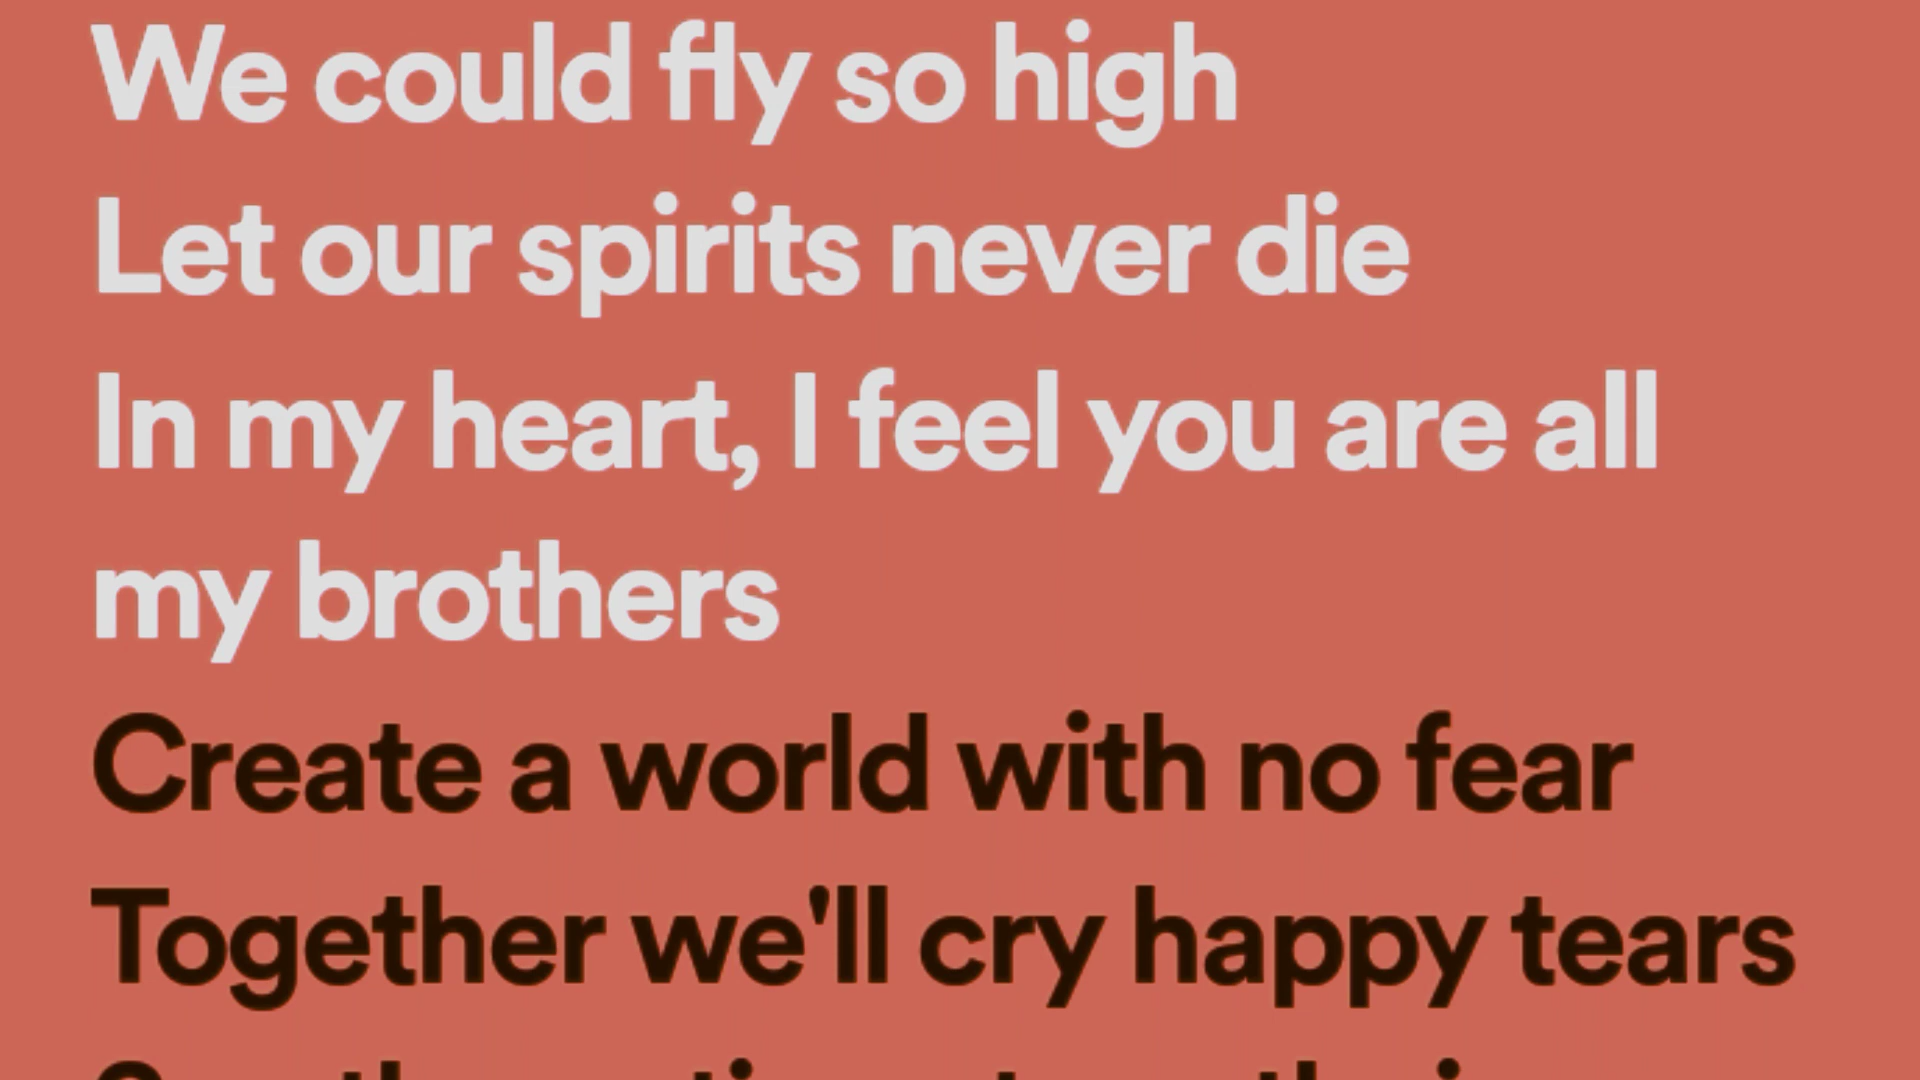 We could fly so high
Let our spirits never die
In my heart, I feel you are all
my brothers
Create a world with no fear
Together we'll cry happy tears